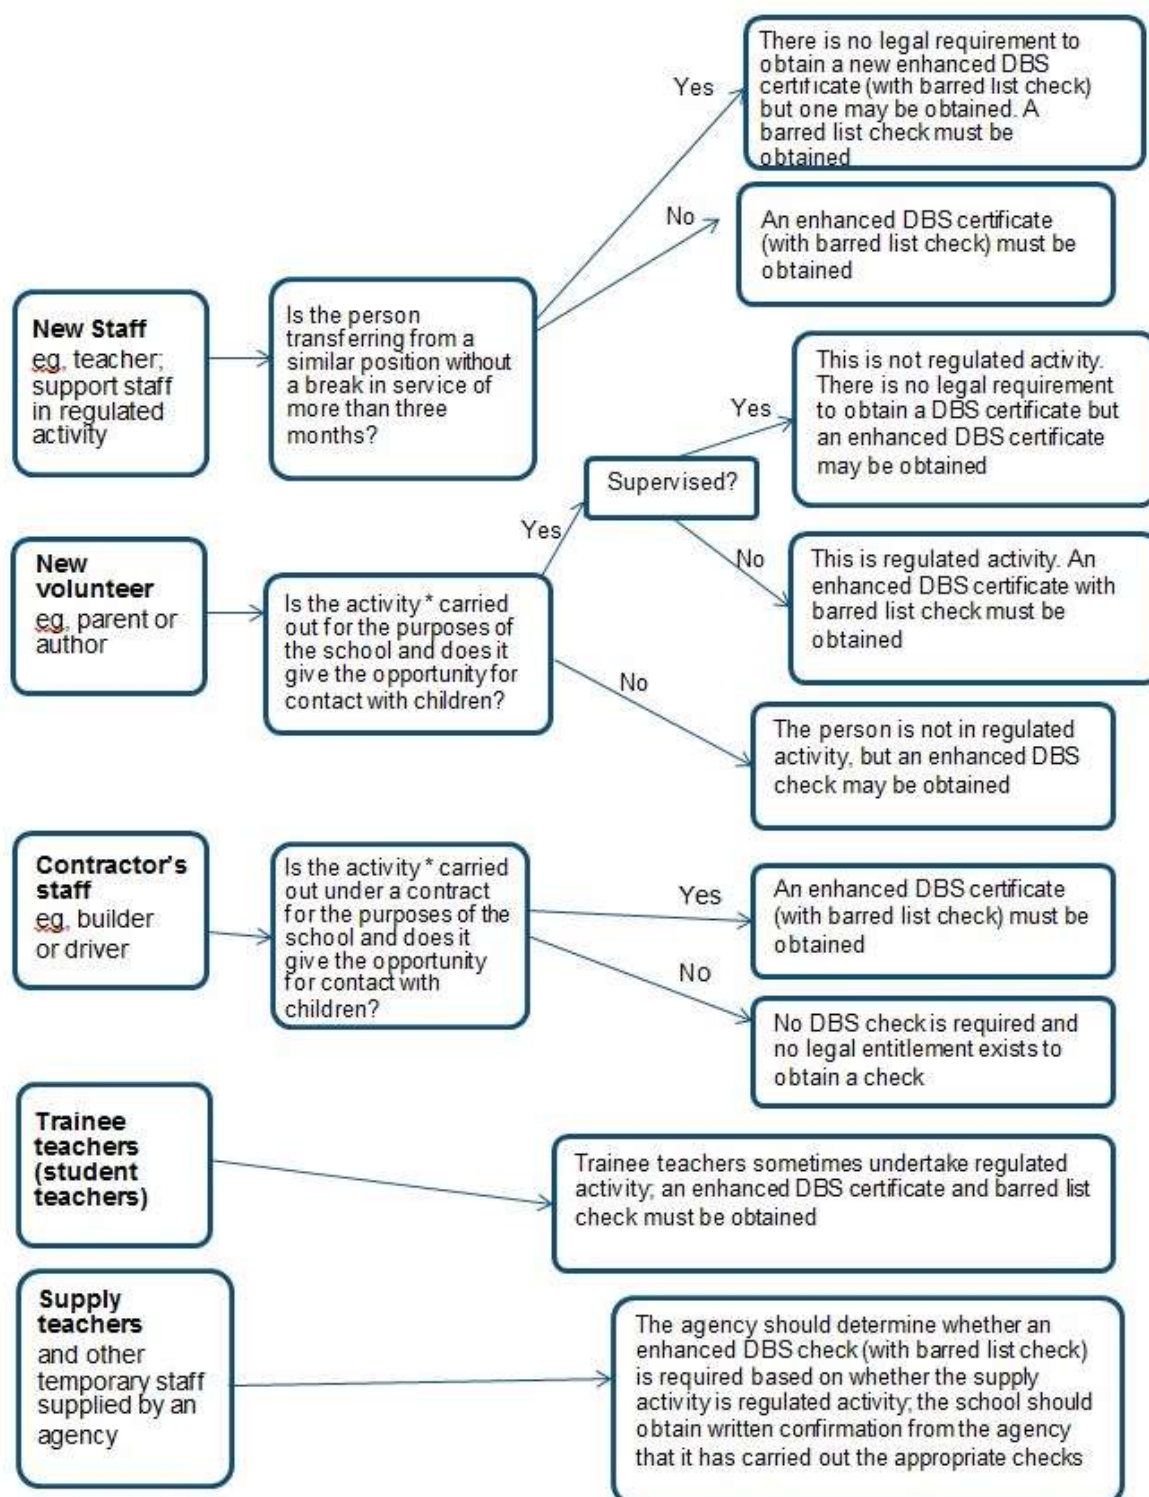 There is no legal requirement to
obtain a new enhanced DBS
certificate (with barred list check)
but one may be obtained. A
barred list check must be
obtained
Yes
No
An enhanced DBS certificate
(with barred list check) must be
obtained
New Staff
eg, teacher;
support staff
in regulated
activity
Is the person
transferring from a
similar position without
a break in service of
more than three
months?
This is not regulated activity.
There is no legal requirement
to obtain a DBS certificate but
an enhanced DBS certificate
may be obtained
Yes
Supervised?
Yes
No
This is regulated activity. An
enhanced DBS certificate with
barred list check must be
obtained
New
volunteer
eg, parent or
author
Is the activity * carried
out for the purposes of
the school and does it
give the opportunity for
contact with children?
No
The person is not in regulated
activity, but an enhanced DBS
check may be obtained
Contractor's
staff
eg, builder
or driver
Is the activity * carried
out under a contract
for the purposes of the
school and does it
give the opportunity
for contact with
children?
Yes
An enhanced DBS certificate
(with barred list check) must be
obtained
No
No DBS check is required and
no legal entitlement exists to
obtain a check
Trainee
teachers
(student
teachers)
Trainee teachers sometimes undertake regulated
activity; an enhanced DBS certificate and barred list
check must be obtained
Supply
teachers
and other
temporary staff
supplied by an
agency
The agency should determine whether an
enhanced DBS check (with barred list check)
is required based on whether the supply
activity is regulated activity; the school should
obtain written confirmation from the agency
that it has carried out the appropriate checks